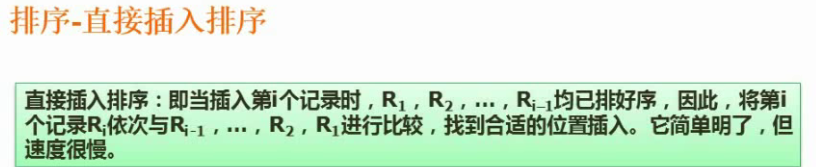 排序-直接插入排序
直接插入排序：即当插入第i个记录时，R₁，R₂，...，Rᵢ₋₁均已排好序，因此，将第i
个记录Rᵢ依次与Rᵢ₋₁，...，R₂，R₁进行比较，找到合适的位置插入。它简单明了，但
速度很慢。